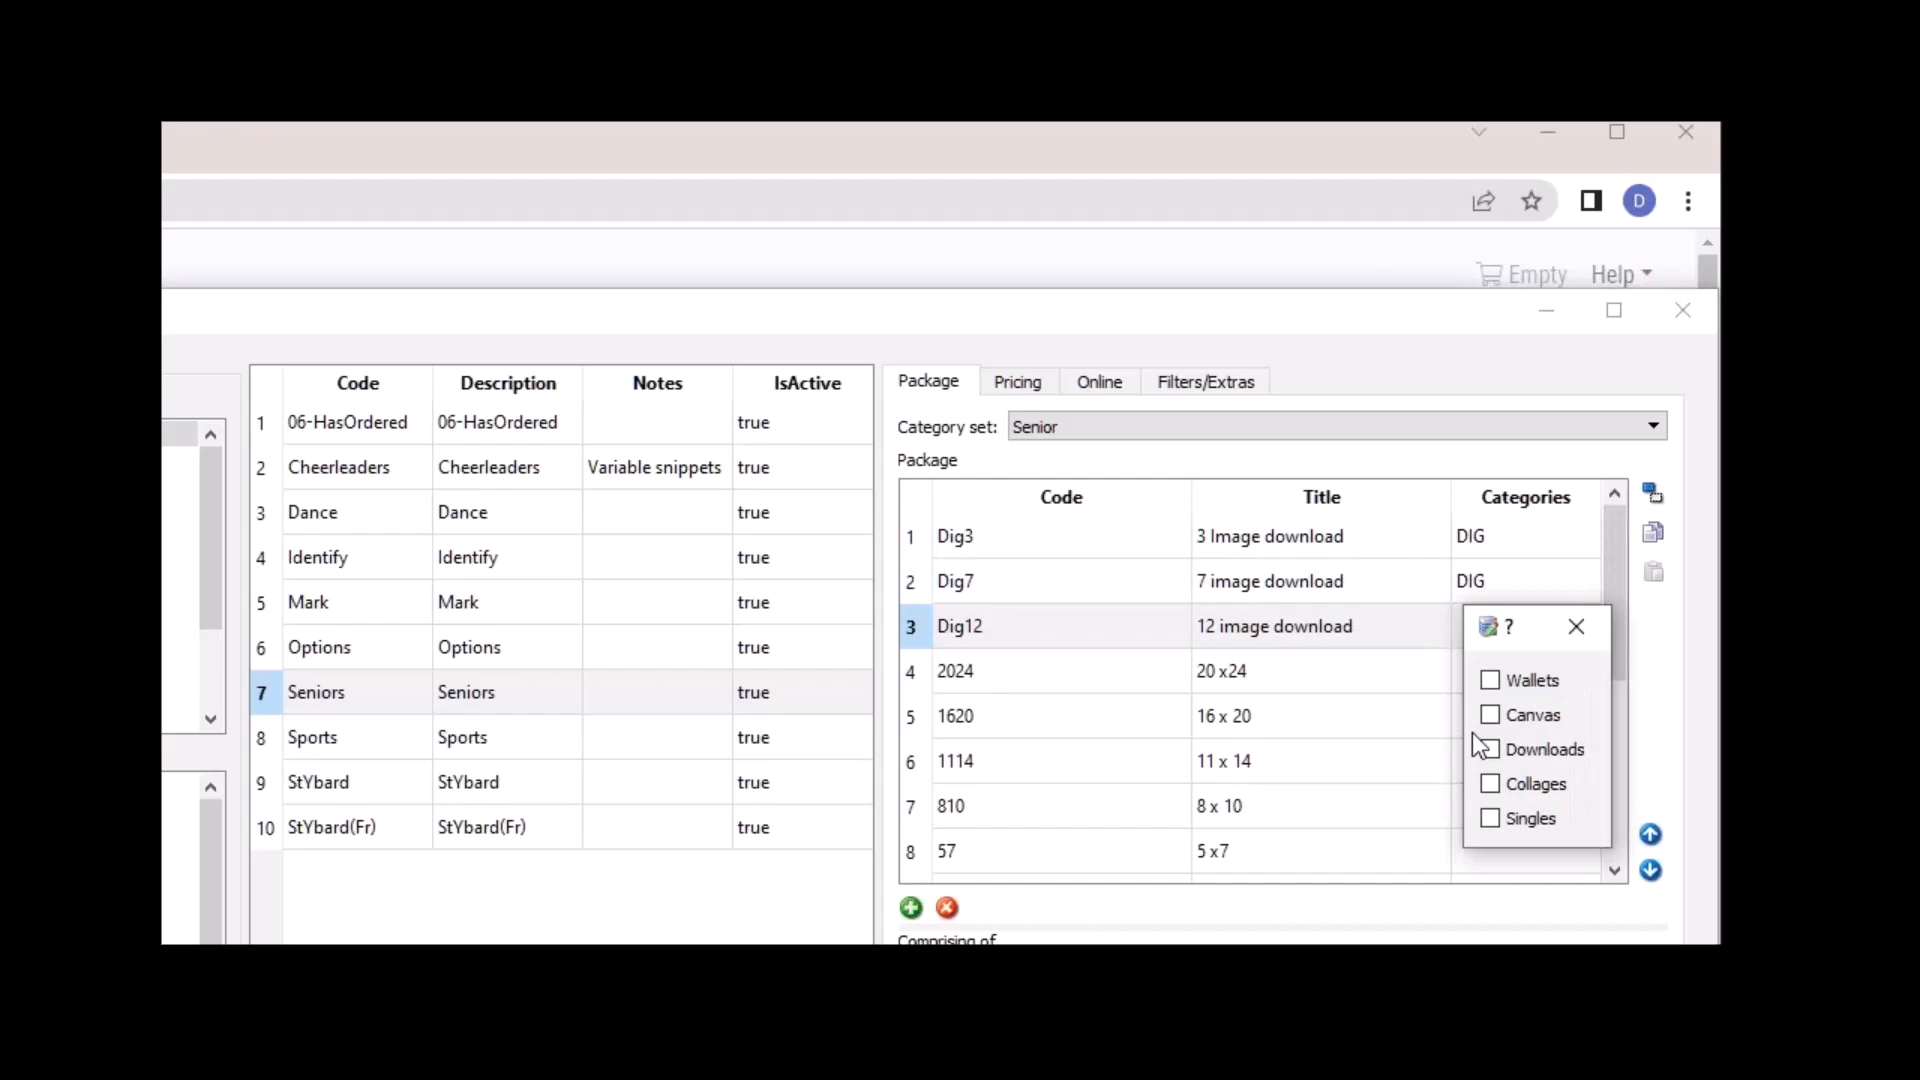 D
Empty Help
Code Description Notes IsActive
1 06-HasOrdered 06-HasOrdered true
2 Cheerleaders Cheerleaders Variable snippets true
3 Dance Dance true
4 Identify Identify true
5 Mark Mark true
6 Options Options true
7 Seniors Seniors true
8 Sports Sports true
9 StYbard StYbard true
10 StYbard(Fr) StYbard(Fr) true
Package Pricing Online Filters/Extras
Category set: Senior
Package
Code Title Categories
1 Dig3 3 Image download DIG
2 Dig7 7 image download DIG
3 Dig12 12 image download
4 2024 20 x24
5 1620 16 x 20
6 1114 11 x 14
7 810 8 x 10
8 57 5 x7
?
Wallets
Canvas
Downloads
Collages
Singles
Comprising of